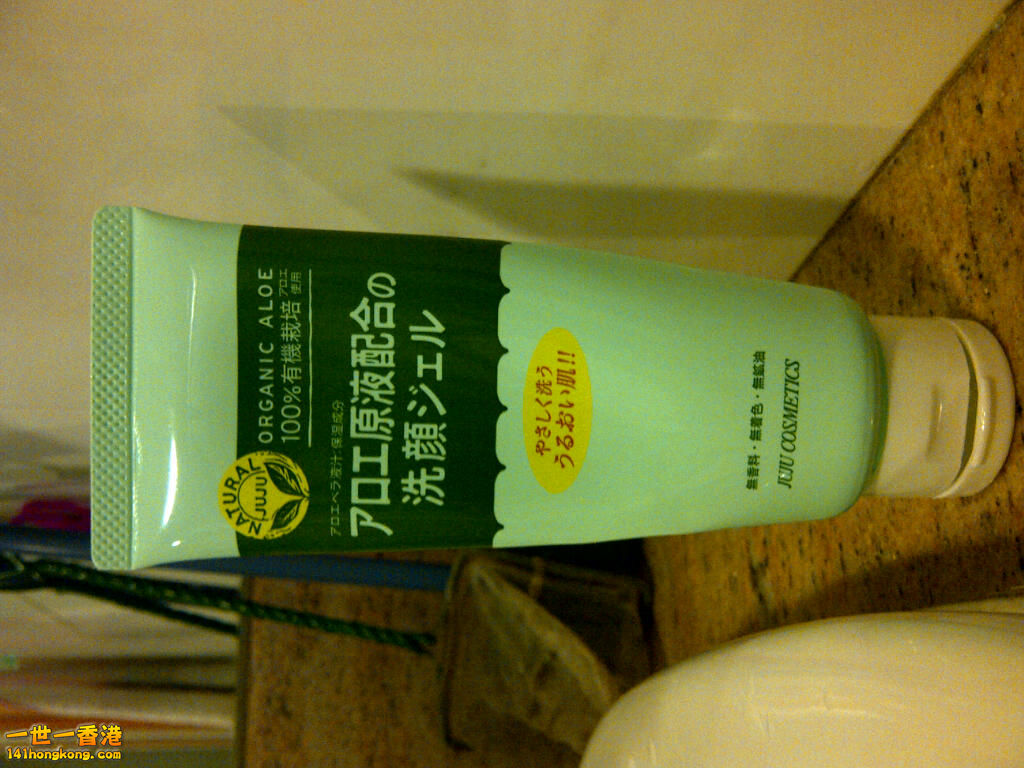 NATURAL
JUJU
ORGANIC ALOE
100%有機栽培アロエ使用
アロエベラ液汁:保湿成分
アロエ原液配合の
洗顔ジェル
やさしく洗う
うるおい肌!!
無香料・無着色・無鉱油
JUJU COSMETICS
一世一香港
141hongkong.com